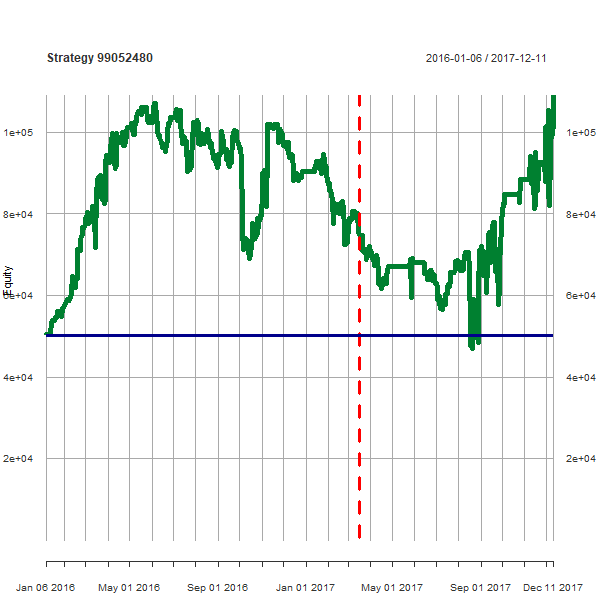 Strategy 99052480
2016-01-06 / 2017-12-11
1e+05
1e+05
8e+04
8e+04
Equity
6e+04
6e+04
4e+04
4e+04
2e+04
2e+04
Jan 06 2016
May 01 2016
Sep 01 2016
Jan 01 2017
May 01 2017
Sep 01 2017
Dec 11 2017